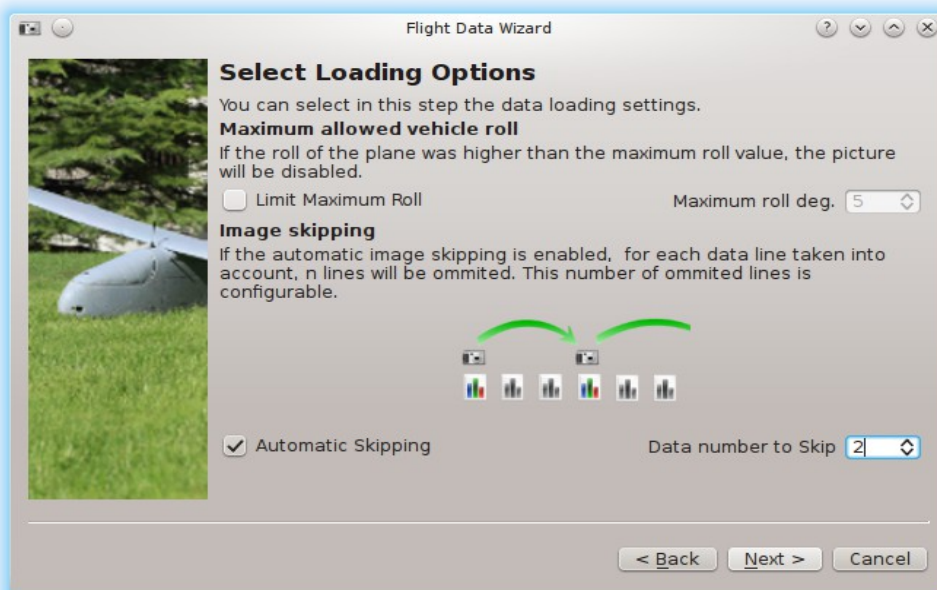 Flight Data Wizard
Select Loading Options
You can select in this step the data loading settings.
Maximum allowed vehicle roll
If the roll of the plane was higher than the maximum roll value, the picture
will be disabled.
Limit Maximum Roll Maximum roll deg. 5
Image skipping
If the automatic image skipping is enabled, for each data line taken into
account, n lines will be ommited. This number of ommited lines is
configurable.
Automatic Skipping Data number to Skip 2
< Back Next > Cancel